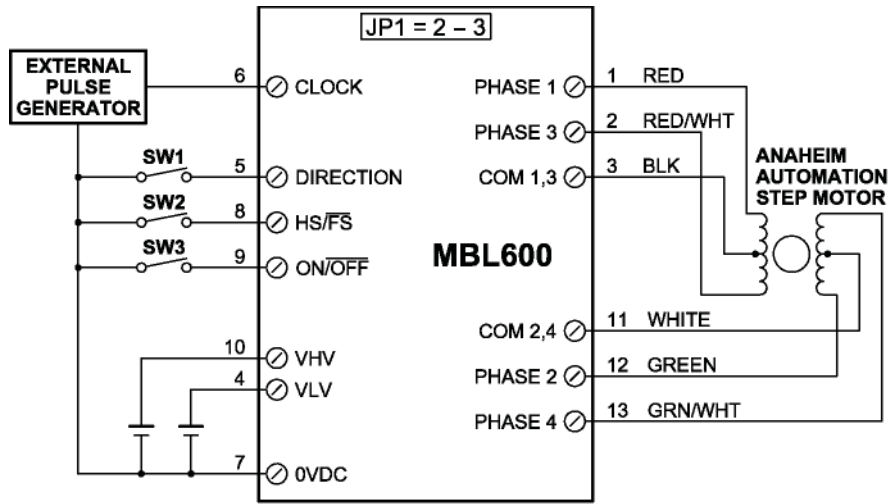 JP1 = 2 – 3
EXTERNAL
PULSE
GENERATOR
6 CLOCK
SW1
5 DIRECTION
SW2
8 HS/F̅S̅
SW3
9 ON/O̅F̅F̅
10 VHV
4 VLV
7 0VDC
MBL600
PHASE 1 1 RED
PHASE 3 2 RED/WHT
COM 1,3 3 BLK
COM 2,4 11 WHITE
PHASE 2 12 GREEN
PHASE 4 13 GRN/WHT
ANAHEIM
AUTOMATION
STEP MOTOR